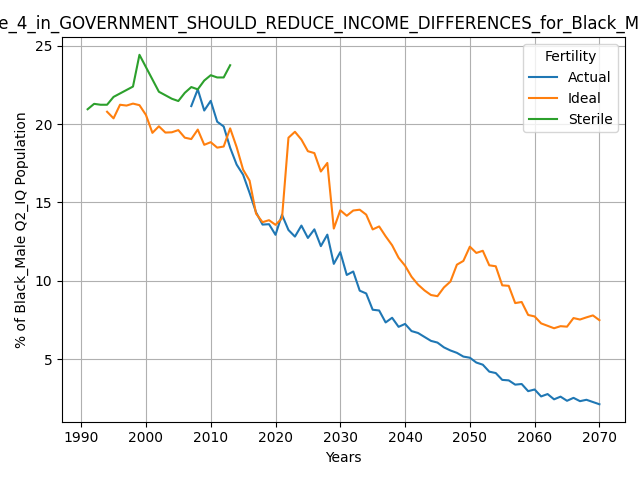 e_4_in_GOVERNMENT_SHOULD_REDUCE_INCOME_DIFFERENCES_for_Black_M
Fertility
Actual
Ideal
Sterile
% of Black_Male Q2_IQ Population
25
20
15
10
5
1990 2000 2010 2020 2030 2040 2050 2060 2070
Years